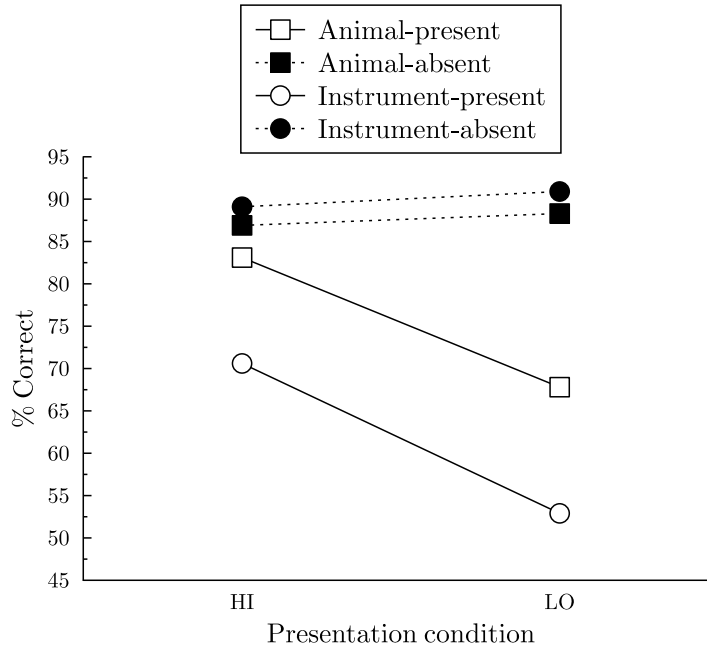 Animal-present
Animal-absent
Instrument-present
Instrument-absent
95
90
85
80
70
65
60
55
50
45
% Correct
HI LO
Presentation condition